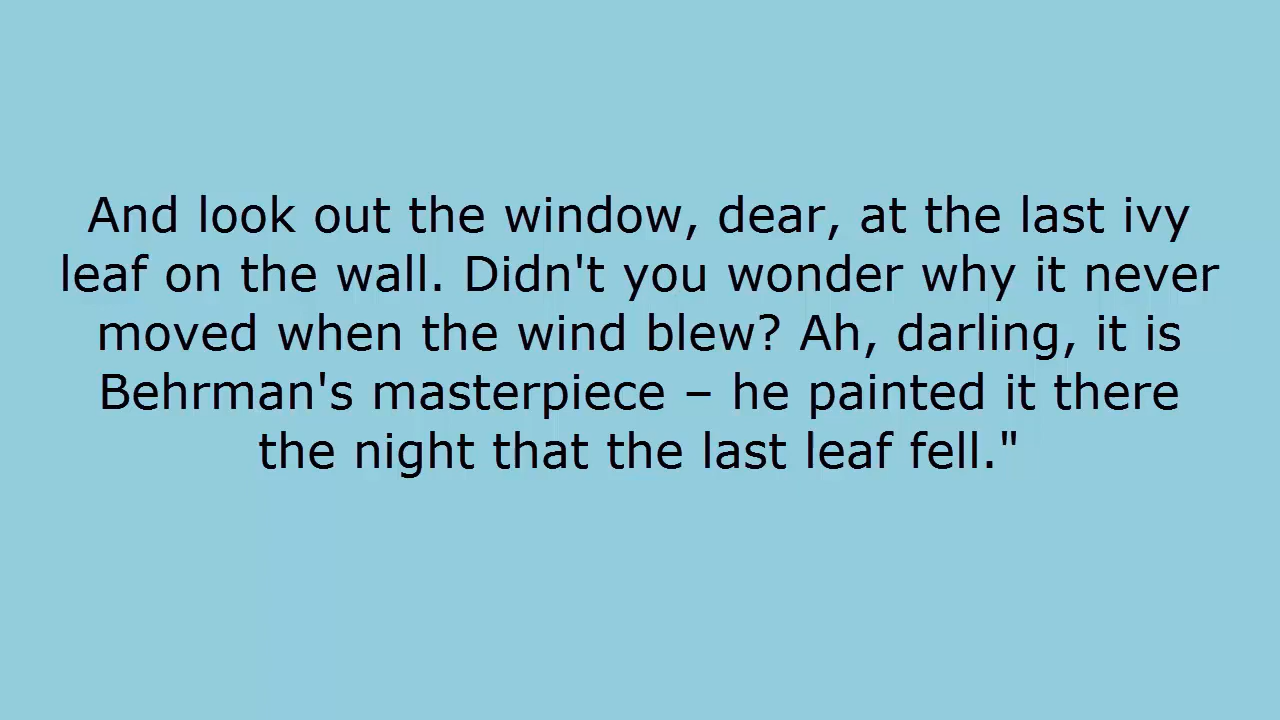 And look out the window, dear, at the last ivy
leaf on the wall. Didn't you wonder why it never
moved when the wind blew? Ah, darling, it is
Behrman's masterpiece – he painted it there
the night that the last leaf fell."